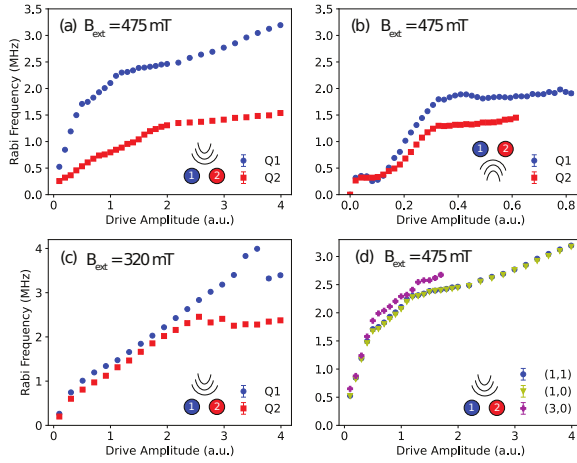 (a) B_ext = 475 mT
Rabi Frequency (MHz)
3.5
3.0
2.5
2.0
1.5
1.0
0.5
0.0
0 1 2 3 4
Drive Amplitude (a.u.)
1 2
Q1
Q2
(b) B_ext = 475 mT
3.5
3.0
2.5
2.0
1.5
1.0
0.5
0.0
0.0 0.2 0.4 0.6 0.8
Drive Amplitude (a.u.)
1 2
Q1
Q2
(c) B_ext = 320 mT
Rabi Frequency (MHz)
4
3
2
1
0
0 1 2 3 4
Drive Amplitude (a.u.)
1 2
Q1
Q2
(d) B_ext = 475 mT
3.5
3.0
2.5
2.0
1.5
1.0
0.5
0.0
0 1 2 3 4
Drive Amplitude (a.u.)
1 2
(1,1)
(1,0)
(3,0)